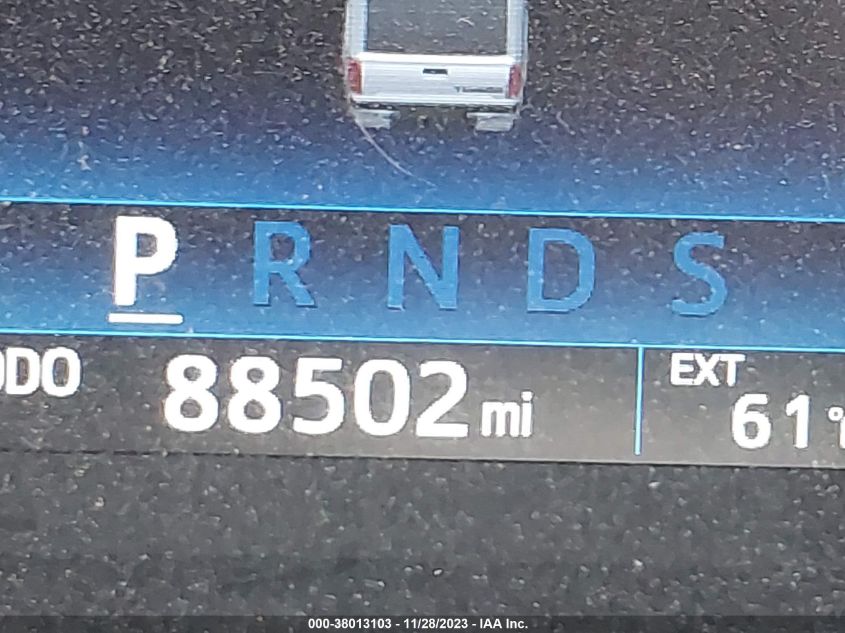 P R N D S
ODO 88502 mi EXT
61°
000-38013103 - 11/28/2023 - IAA Inc.